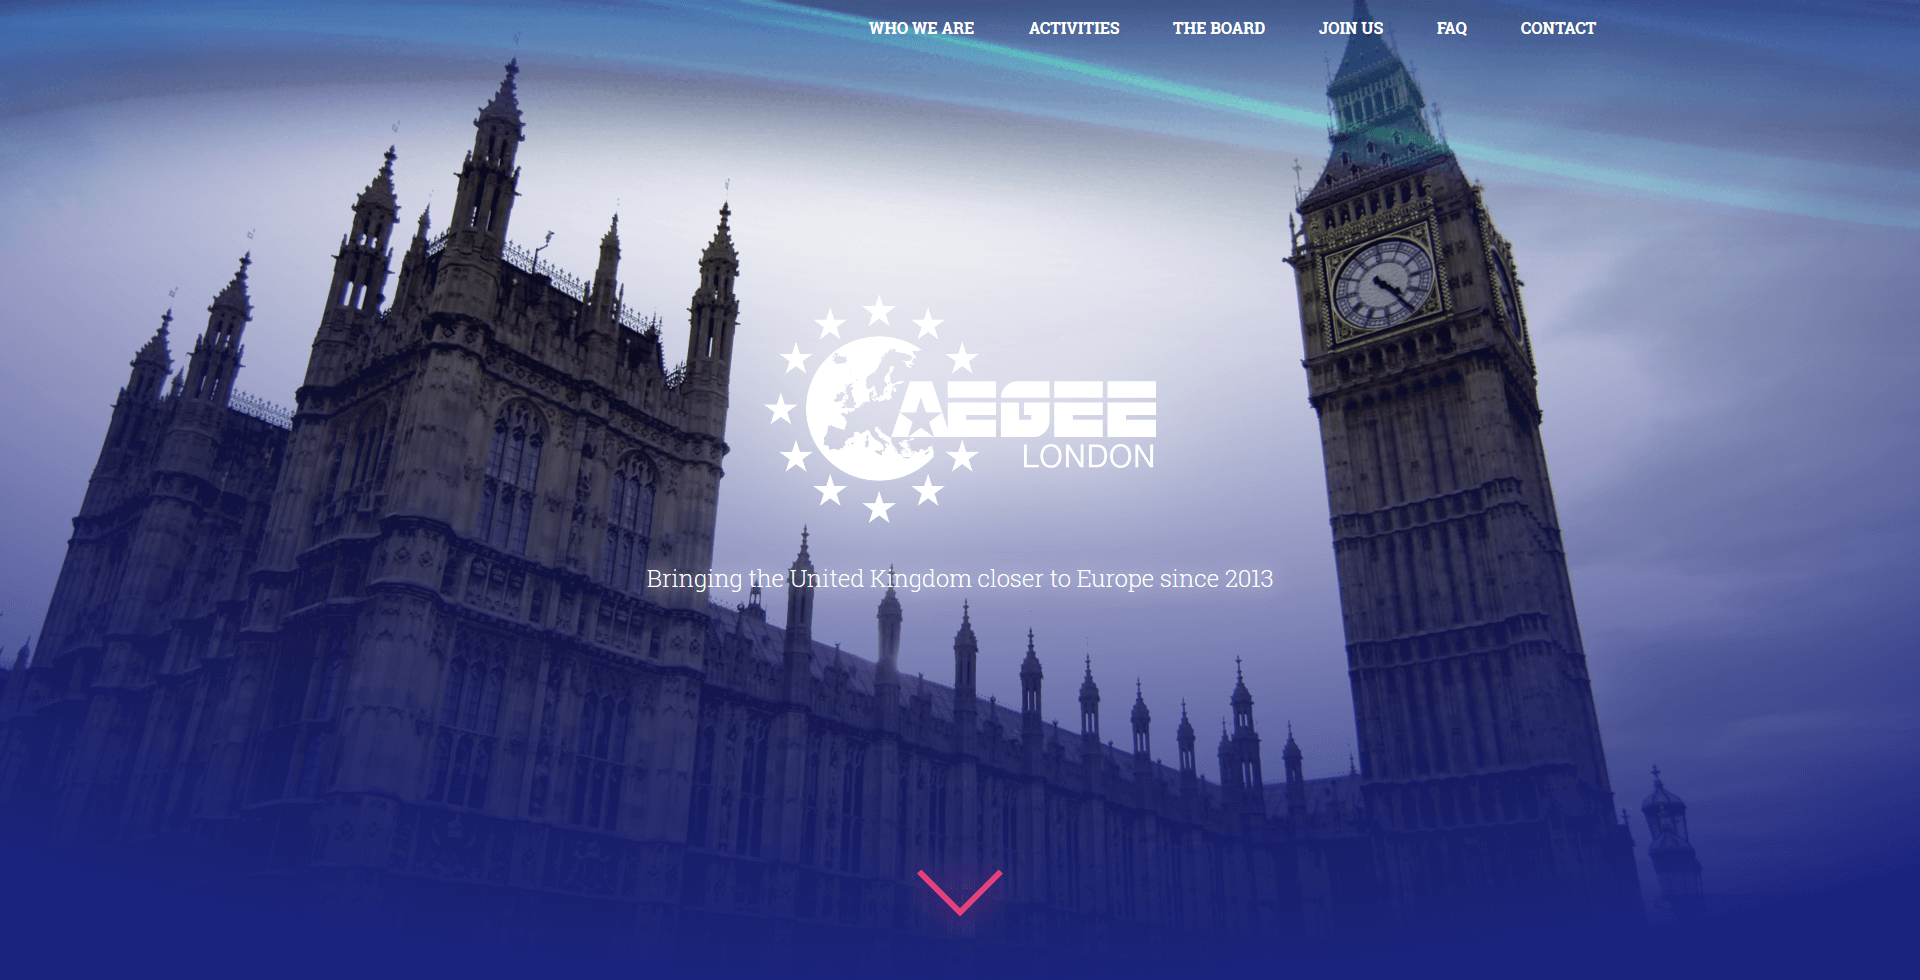 WHO WE ARE ACTIVITIES THE BOARD JOIN US FAQ CONTACT
AEGEE
LONDON
Bringing the United Kingdom closer to Europe since 2013